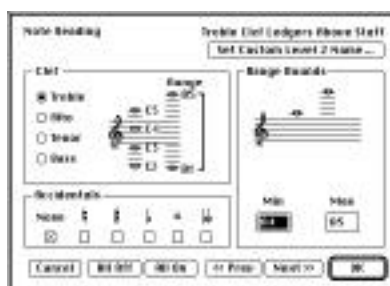 Note Reading
Treble Clef Ledgers Above Staff
Set Custom Level 2 Name...
Clef
Range
Treble
Alto
Tenor
Bass
C5
C4
C3
C2
Range Bounds
Min
Max
B5
Accidentals
None
Cancel
All Off
All On
<< Prev
Next >>
OK